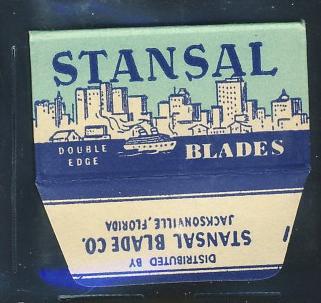 STANSAL
DOUBLE
EDGE
BLADES
DISTRIBUTED BY
STANSAL BLADE CO.
JACKSONVILLE, FLORIDA